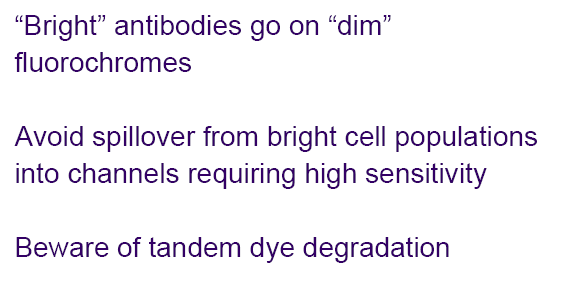 “Bright” antibodies go on “dim”
fluorochromes
Avoid spillover from bright cell populations
into channels requiring high sensitivity
Beware of tandem dye degradation